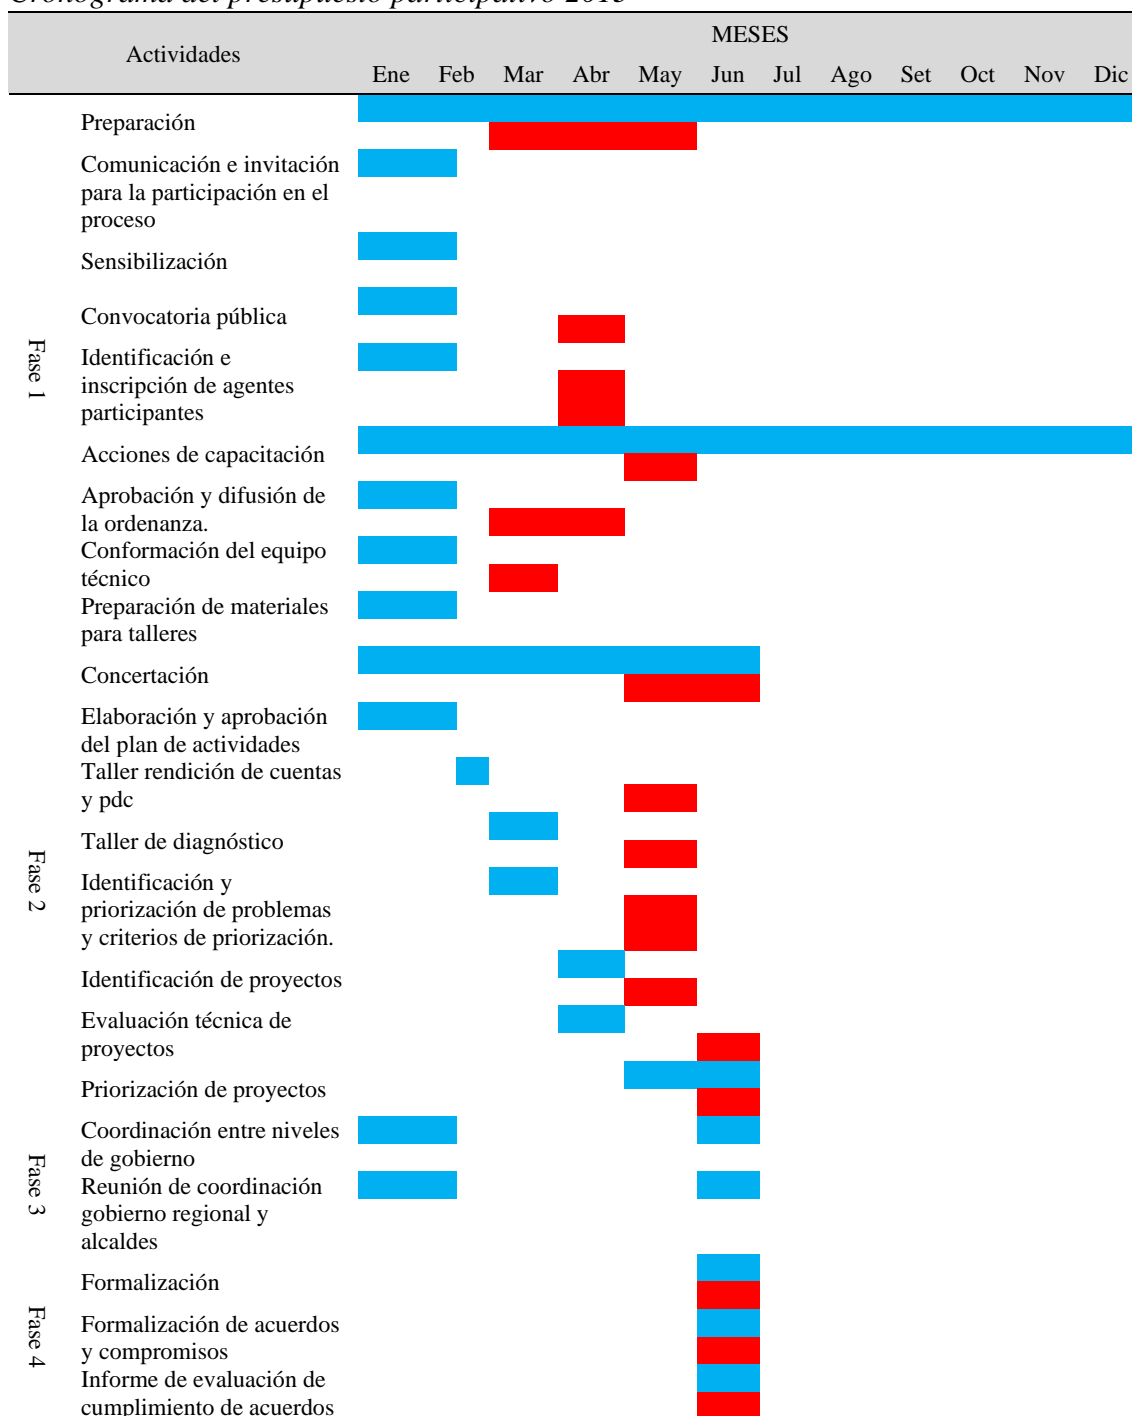 Cronograma del presupuesto participativo 2015
Actividades
MESES
Ene Feb Mar Abr May Jun Jul Ago Set Oct Nov Dic
Fase 1
Preparación
Comunicación e invitación
para la participación en el
proceso
Sensibilización
Convocatoria pública
Identificación e
inscripción de agentes
participantes
Acciones de capacitación
Aprobación y difusión de
la ordenanza.
Conformación del equipo
técnico
Preparación de materiales
para talleres
Fase 2
Concertación
Elaboración y aprobación
del plan de actividades
Taller rendición de cuentas
y pdc
Taller de diagnóstico
Identificación y
priorización de problemas
y criterios de priorización.
Identificación de proyectos
Evaluación técnica de
proyectos
Priorización de proyectos
Fase 3
Coordinación entre niveles
de gobierno
Reunión de coordinación
gobierno regional y
alcaldes
Fase 4
Formalización
Formalización de acuerdos
y compromisos
Informe de evaluación de
cumplimiento de acuerdos